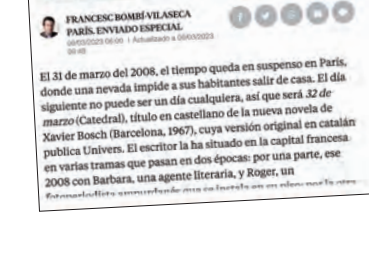 FRANCESC BOMBÍ-VILASECA
PARÍS. ENVIADO ESPECIAL
06:00 | Actualizado a
El 31 de marzo del 2008, el tiempo queda en suspenso en París,
donde una nevada impide a sus habitantes salir de casa. El día
siguiente no puede ser un día cualquiera, así que será 32 de
marzo (Catedral), título en castellano de la nueva novela de
Xavier Bosch (Barcelona, 1967), cuya versión original en catalán
publica Univers. El escritor la ha situado en la capital francesa
en varias tramas que pasan en dos épocas: por una parte, ese
2008 con Barbara, una agente literaria, y Roger, un